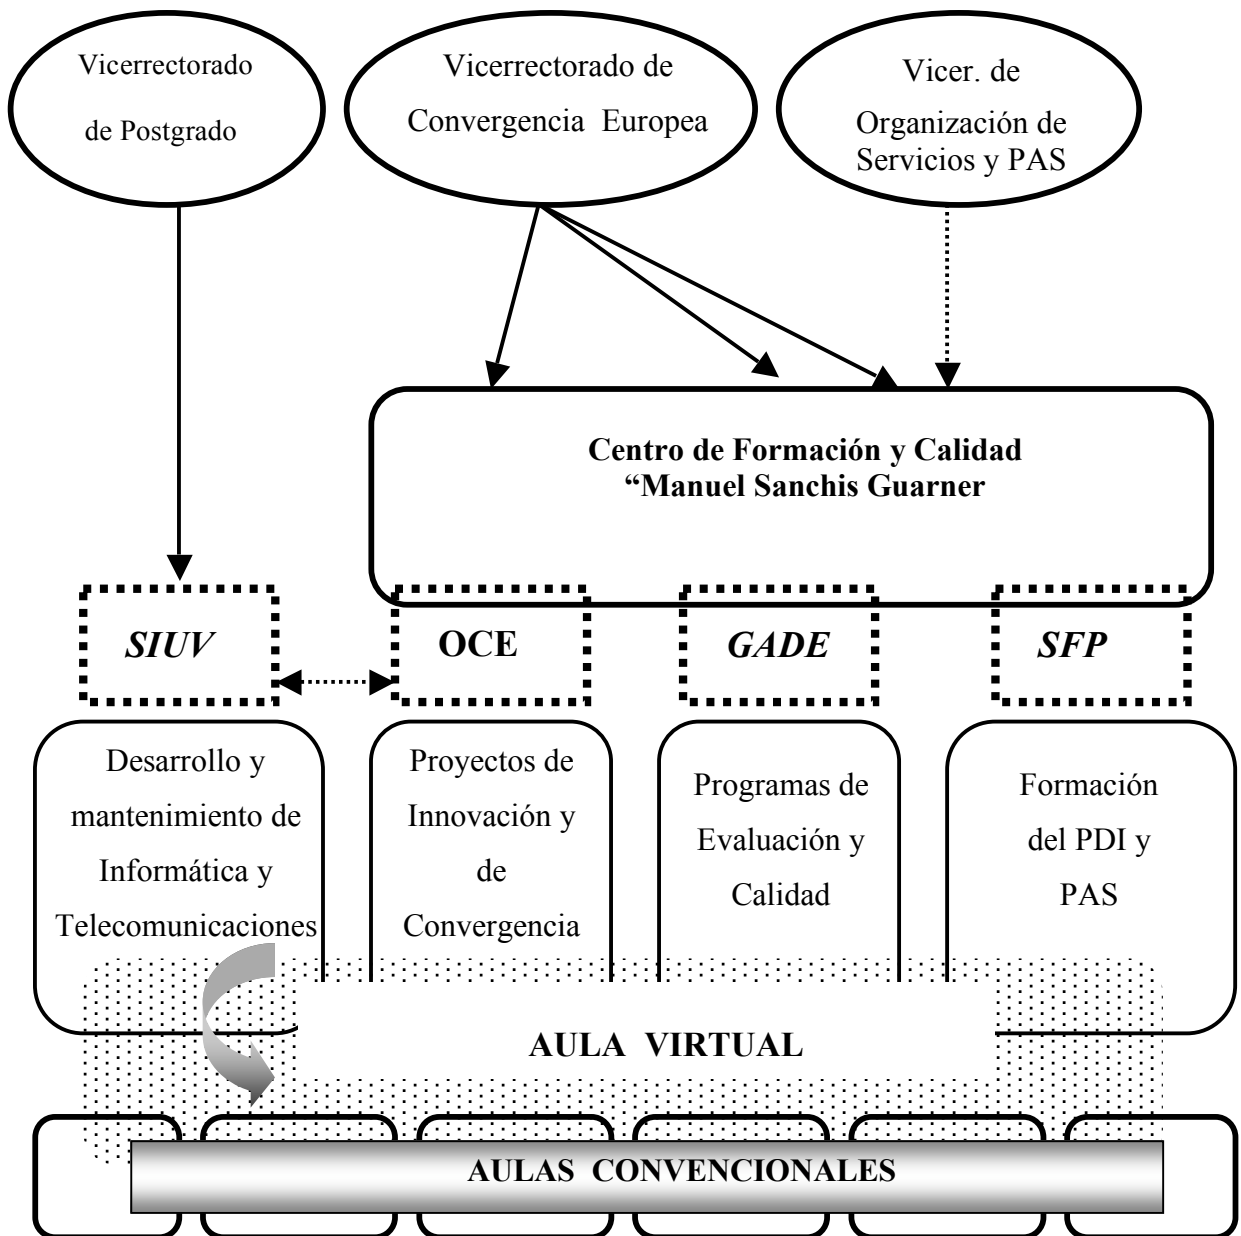 Vicerrectorado
de Postgrado
Vicerrectorado de
Convergencia Europea
Vicer. de
Organización de
Servicios y PAS
Centro de Formación y Calidad
“Manuel Sanchis Guarner
SIUV
OCE
GADE
SFP
Desarrollo y
mantenimiento de
Informática y
Telecomunicaciones
Proyectos de
Innovación y
de
Convergencia
Programas de
Evaluación y
Calidad
Formación
del PDI y
PAS
AULA VIRTUAL
AULAS CONVENCIONALES